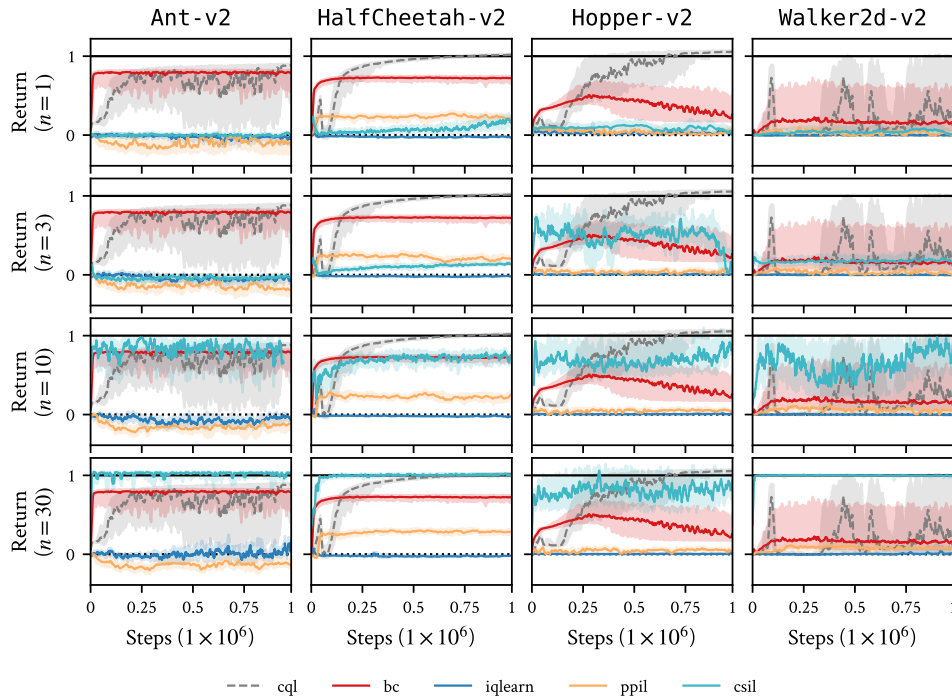 Ant-v2 HalfCheetah-v2 Hopper-v2 Walker2d-v2
Return
(n = 1)
1
0
Return
(n = 3)
1
0
Return
(n = 10)
1
0
Return
(n = 30)
1
0
0 0.25 0.5 0.75 1 0 0.25 0.5 0.75 1 0 0.25 0.5 0.75 1 0 0.25 0.5 0.75 1
Steps (1 × 10⁶) Steps (1 × 10⁶) Steps (1 × 10⁶) Steps (1 × 10⁶)
cql bc iqlearn ppil csil